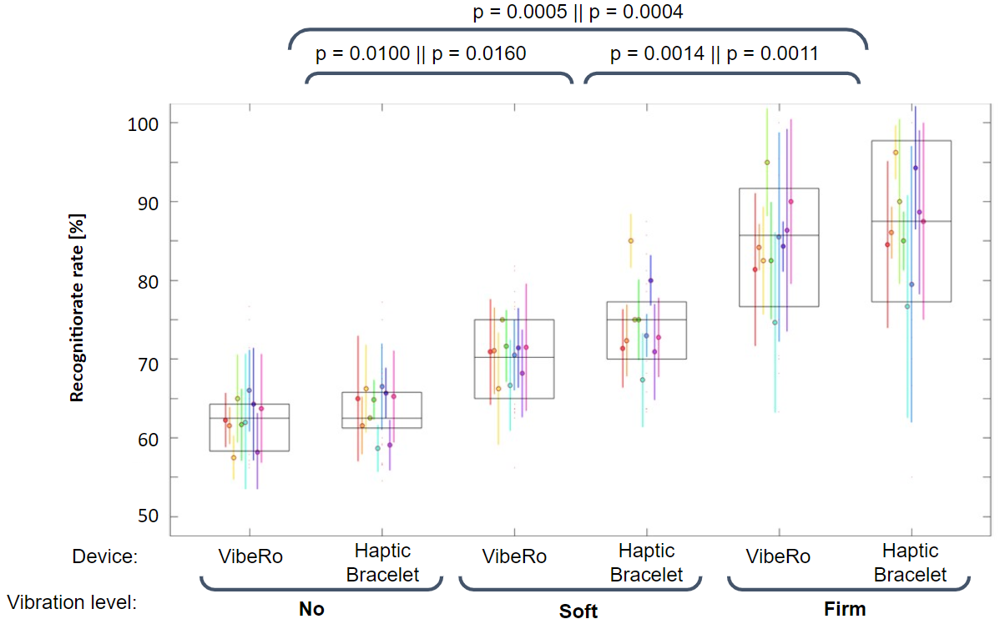 p = 0.0005 || p = 0.0004
p = 0.0100 || p = 0.0160
p = 0.0014 || p = 0.0011
Recognitiorate rate [%]
100
90
80
70
60
50
Device:
VibeRo
Haptic
Bracelet
VibeRo
Haptic
Bracelet
VibeRo
Haptic
Bracelet
Vibration level:
No
Soft
Firm